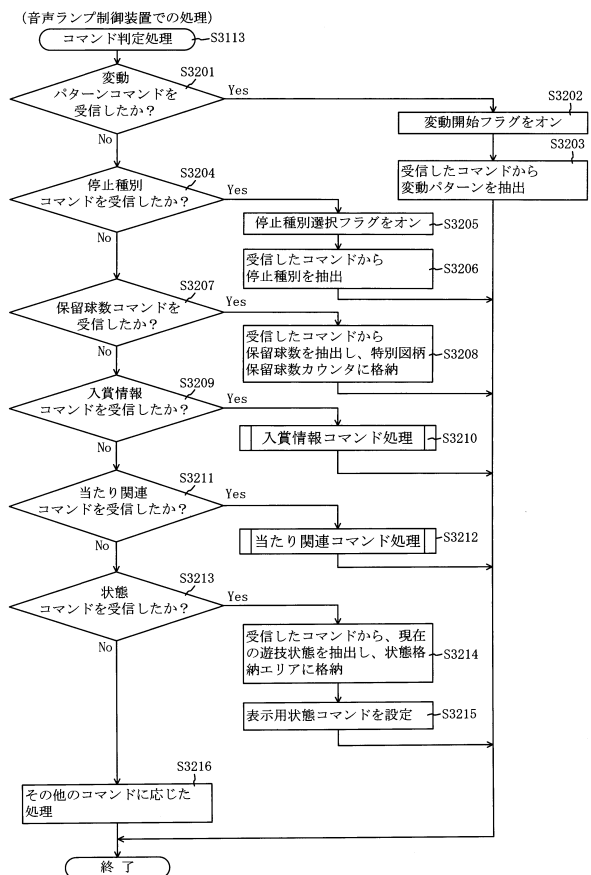 (音声ランプ制御装置での処理)
コマンド判定処理
S3113
変動
パターンコマンドを
受信したか？
S3201
Yes
No
S3202
変動開始フラグをオン
S3203
受信したコマンドから
変動パターンを抽出
停止種別
コマンドを受信したか？
S3204
Yes
No
停止種別選択フラグをオン
S3205
受信したコマンドから
停止種別を抽出
S3206
保留球数コマンドを
受信したか？
S3207
Yes
No
受信したコマンドから
保留球数を抽出し、特別図柄
保留球数カウンタに格納
S3208
入賞情報
コマンドを受信したか？
S3209
Yes
No
入賞情報コマンド処理
S3210
当たり関連
コマンドを受信したか？
S3211
Yes
No
当たり関連コマンド処理
S3212
状態
コマンドを受信したか？
S3213
Yes
No
受信したコマンドから、現在
の遊技状態を抽出し、状態格
納エリアに格納
S3214
表示用状態コマンドを設定
S3215
S3216
その他のコマンドに応じた
処理
終了